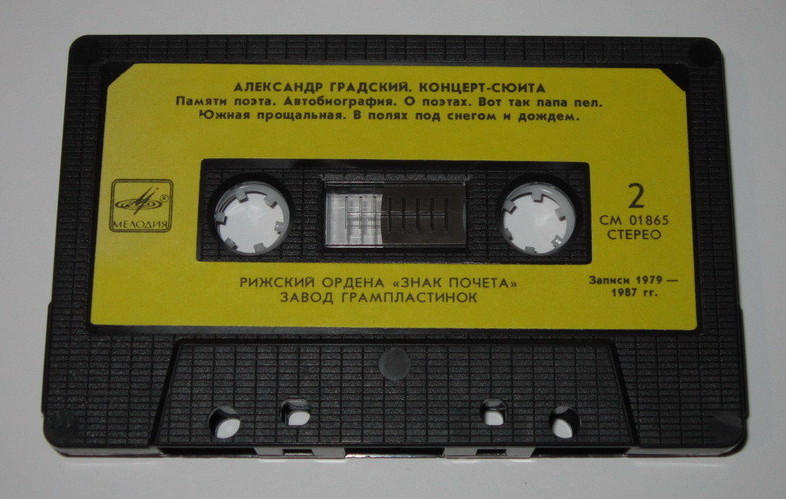 АЛЕКСАНДР ГРАДСКИЙ. КОНЦЕРТ-СЮИТА
Памяти поэта. Автобиография. О поэтах. Вот так папа пел.
Южная прощальная. В полях под снегом и дождем.
МЕЛОДИЯ ®
2
СМ 01865
СТЕРЕО
РИЖСКИЙ ОРДЕНА «ЗНАК ПОЧЕТА»
ЗАВОД ГРАМПЛАСТИНОК
Записи 1979 —
1987 гг.